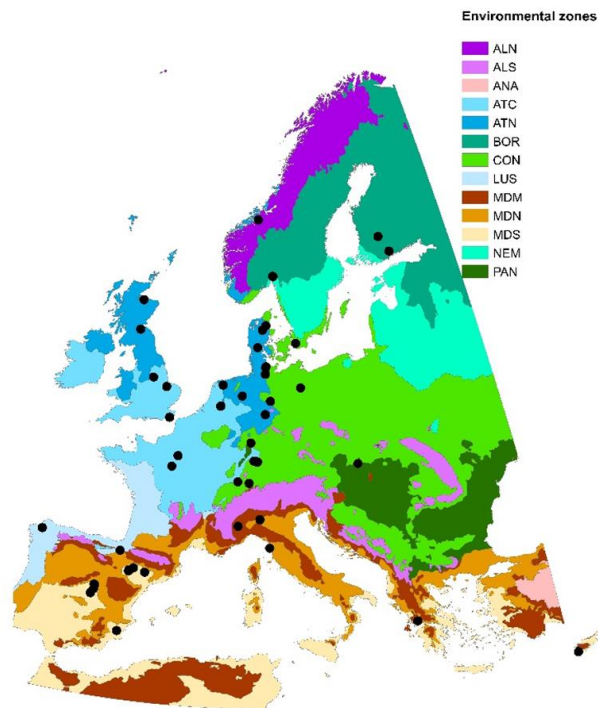 Environmental zones
ALN
ALS
ANA
ATC
ATN
BOR
CON
LUS
MDM
MDN
MDS
NEM
PAN